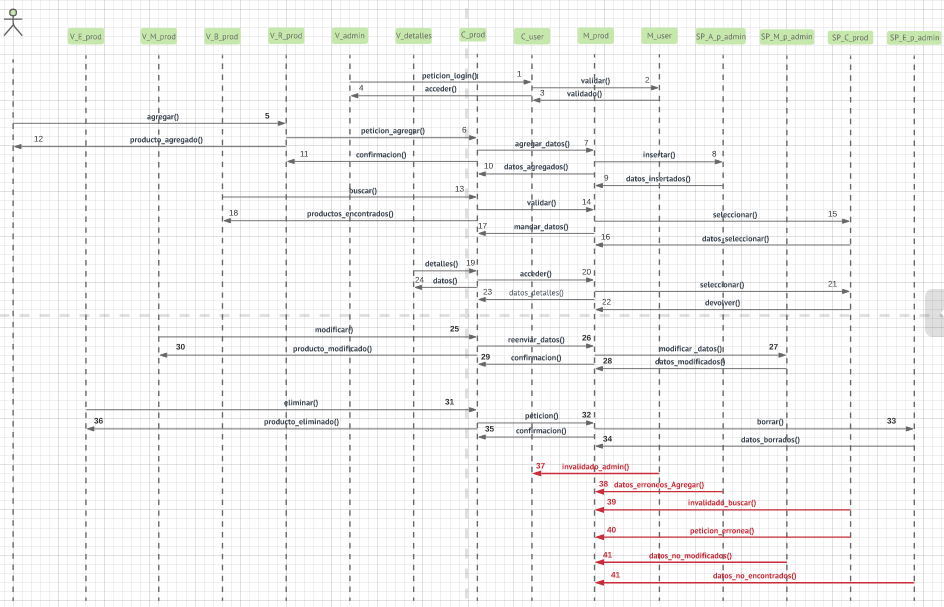 V_E_prod V_M_prod V_B_prod V_R_prod V_admin V_detalles C_prod C_user M_prod M_user SP_A_p_admin SP_M_p_admin SP_C_prod SP_E_p_admin
peticion_login() 1
validar() 2
4 acceder()
3 validado()
agregar() 5
peticion_agregar() 6
12 producto_agregado()
agregar_datos() 7
11 confirmacion()
insertar() 8
10 datos_agregados()
9 datos_insertados()
buscar() 13
validar() 14
18 productos_encontrados()
seleccionar() 15
17 mandar_datos()
16 datos_seleccionar()
detalles() 19
acceder() 20
24 datos()
seleccionar() 21
23 datos_detalles()
22 devolver()
modificar() 25
reenviar_datos() 26
30 producto_modificado()
modificar_datos() 27
29 confirmacion()
28 datos_modificados()
eliminar() 31
peticion() 32
36 producto_eliminado()
borrar() 33
35 confirmacion()
34 datos_borrados()
37 invalidado_admin()
38 datos_erroneos_Agregar()
39 invalidado_buscar()
40 peticion_erronea()
41 datos_no_modificados()
41 datos_no_encontrados()